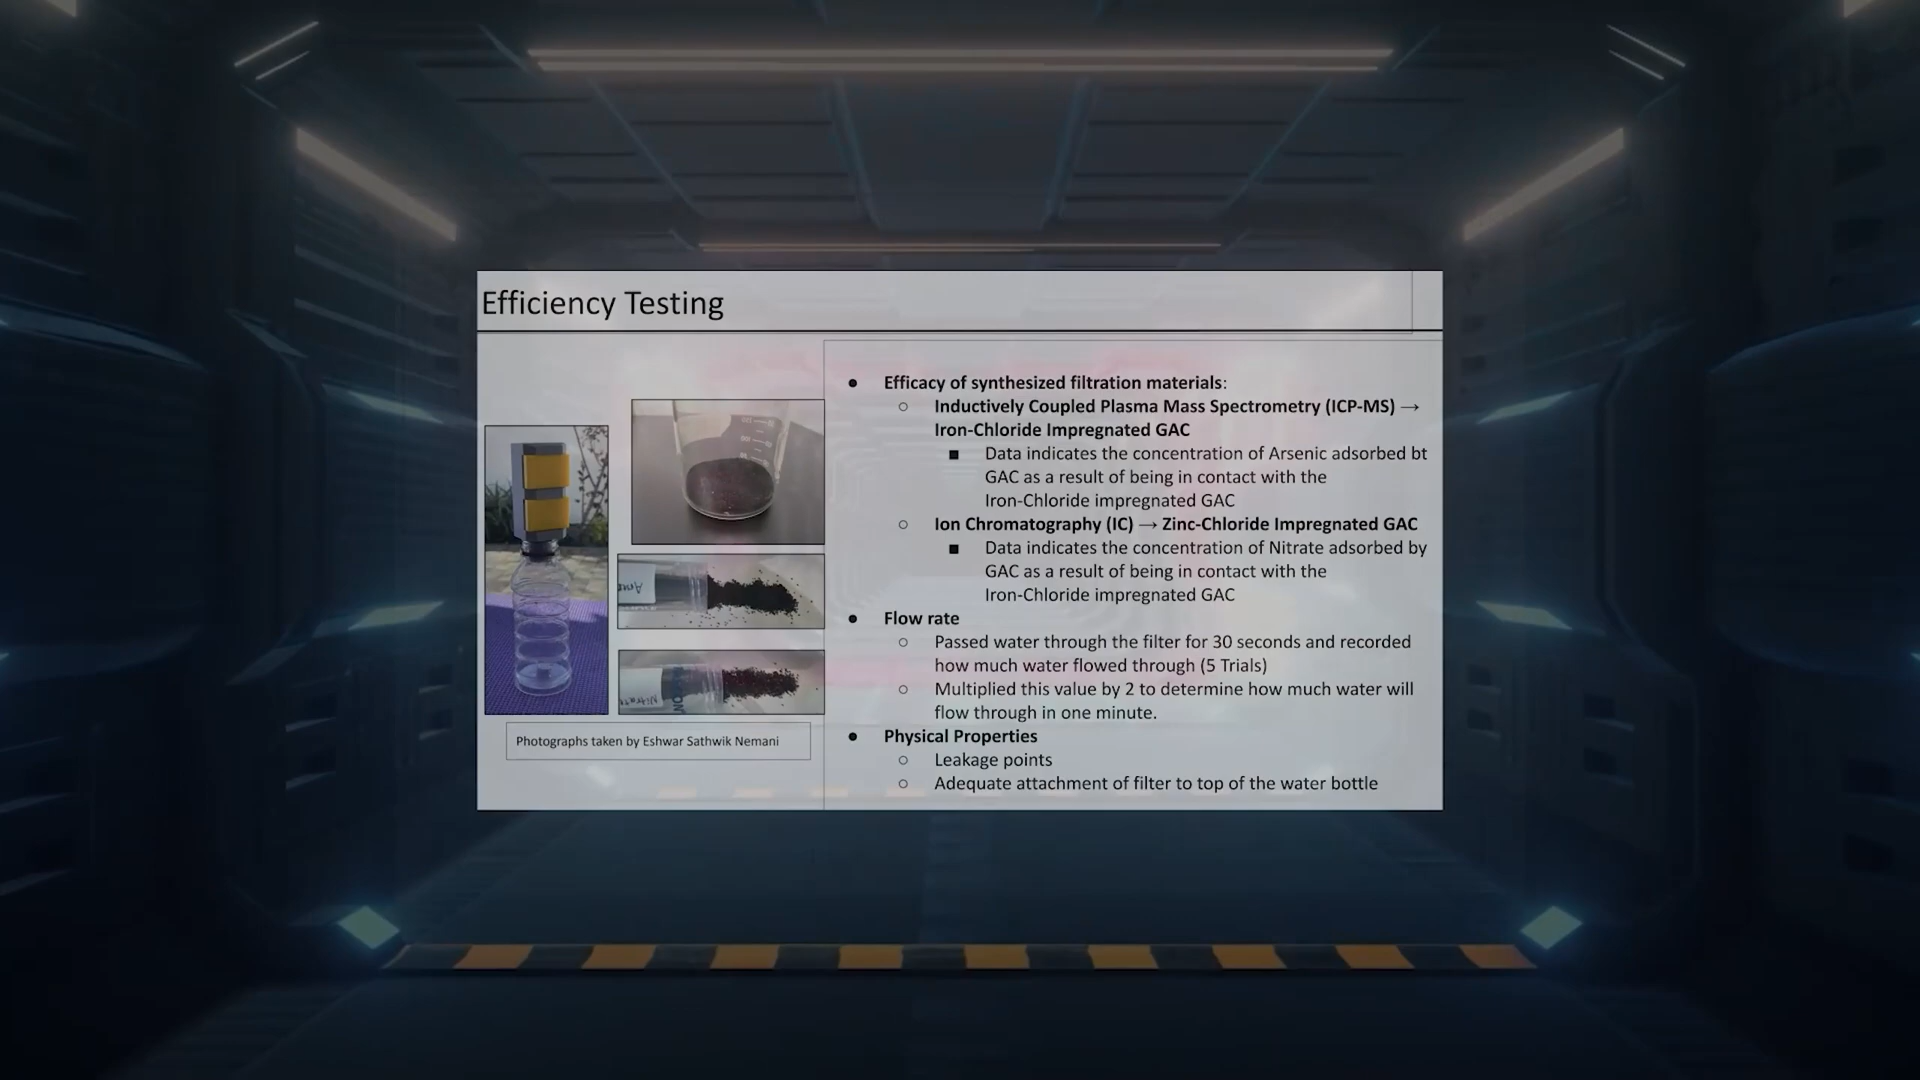 Efficiency Testing
● Efficacy of synthesized filtration materials:
○ Inductively Coupled Plasma Mass Spectrometry (ICP-MS) →
Iron-Chloride Impregnated GAC
■ Data indicates the concentration of Arsenic adsorbed bt
GAC as a result of being in contact with the
Iron-Chloride impregnated GAC
○ Ion Chromatography (IC) → Zinc-Chloride Impregnated GAC
■ Data indicates the concentration of Nitrate adsorbed by
GAC as a result of being in contact with the
Iron-Chloride impregnated GAC
● Flow rate
○ Passed water through the filter for 30 seconds and recorded
how much water flowed through (5 Trials)
○ Multiplied this value by 2 to determine how much water will
flow through in one minute.
● Physical Properties
○ Leakage points
○ Adequate attachment of filter to top of the water bottle
Nitrate
Photographs taken by Eshwar Sathwik Nemani